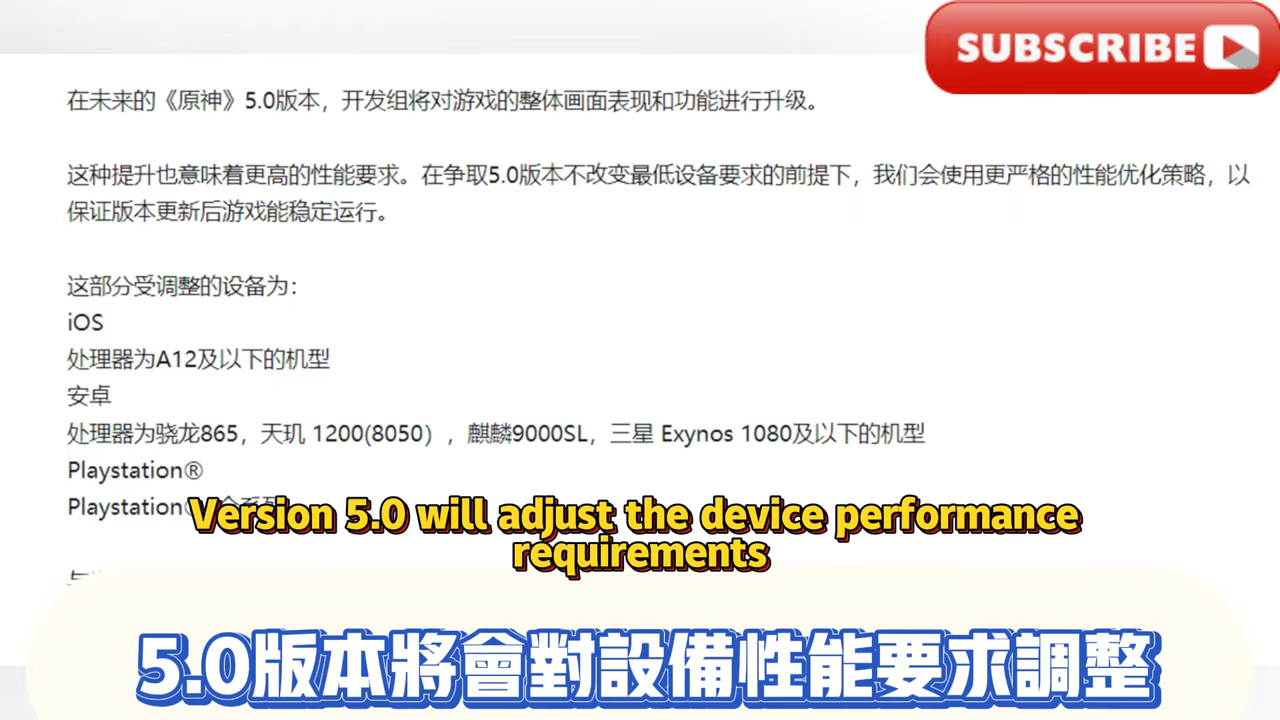 SUBSCRIBE
在未来的《原神》5.0版本，开发组将对游戏的整体画面表现和功能进行升级。
这种提升也意味着更高的性能要求。在争取5.0版本不改变最低设备要求的前提下，我们会使用更严格的性能优化策略，以
保证版本更新后游戏能稳定运行。
这部分受调整的设备为：
iOS
处理器为A12及以下的机型
安卓
处理器为骁龙865，天玑 1200(8050），麒麟9000SL，三星 Exynos 1080及以下的机型
Playstation®
Playstation
Version 5.0 will adjust the device performance
requirements
5.0版本將會對設備性能要求調整